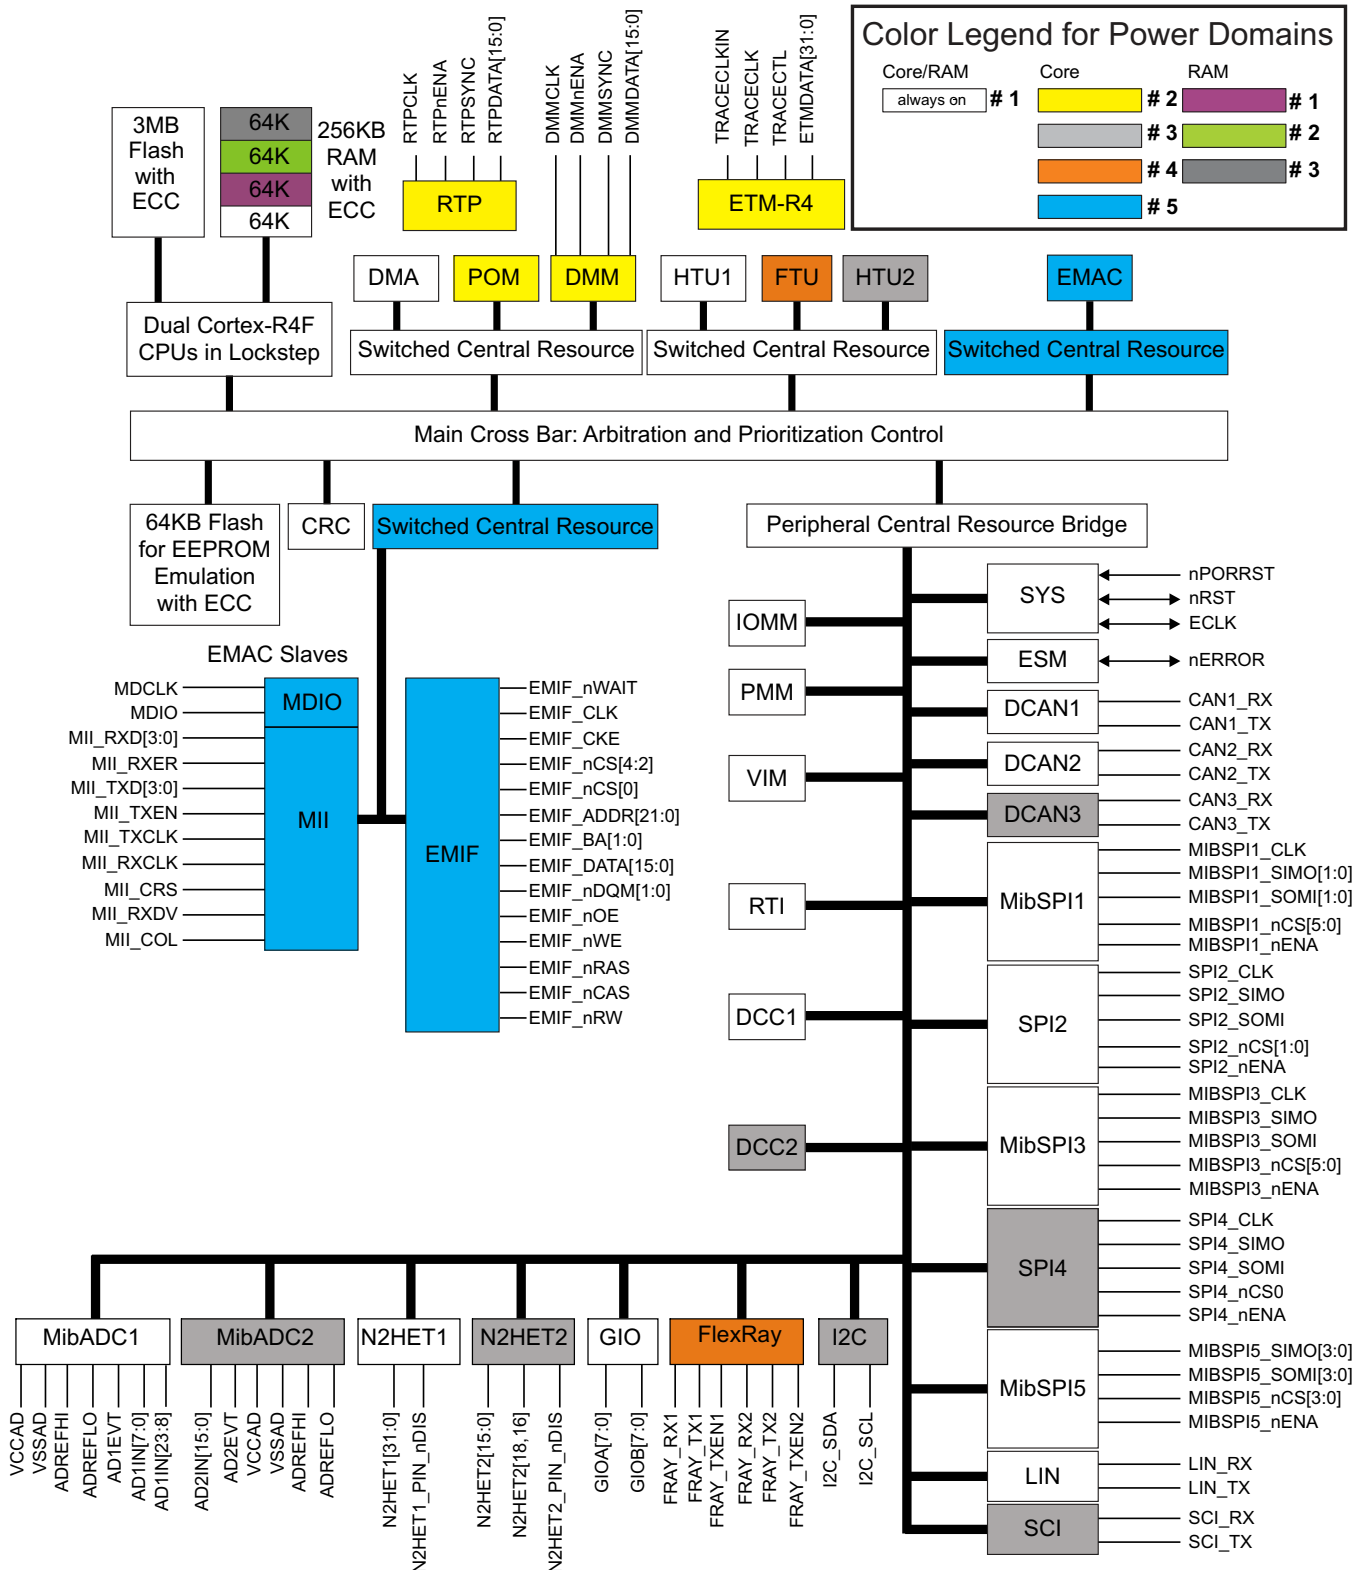 Color Legend for Power Domains
Core/RAM
Core
RAM
always on
# 1
# 2
# 1
# 3
# 2
# 4
# 3
# 5
RTPCLK
RTPnENA
RTPSYNC
RTPDATA[15:0]
DMMCLK
DMMnENA
DMMSYNC
DMMDATA[15:0]
TRACECLKIN
TRACECLK
TRACECTL
ETMDATA[31:0]
3MB
Flash
with
ECC
64K
64K
64K
64K
256KB
RAM
with
ECC
RTP
ETM-R4
DMA
POM
DMM
HTU1
FTU
HTU2
EMAC
Dual Cortex-R4F
CPUs in Lockstep
Switched Central Resource
Switched Central Resource
Switched Central Resource
Main Cross Bar: Arbitration and Prioritization Control
64KB Flash
for EEPROM
Emulation
with ECC
CRC
Switched Central Resource
Peripheral Central Resource Bridge
EMAC Slaves
MDCLK
MDIO
MII_RXD[3:0]
MII_RXER
MII_TXD[3:0]
MII_TXEN
MII_TXCLK
MII_RXCLK
MII_CRS
MII_RXDV
MII_COL
MDIO
MII
EMIF
EMIF_nWAIT
EMIF_CLK
EMIF_CKE
EMIF_nCS[4:2]
EMIF_nCS[0]
EMIF_ADDR[21:0]
EMIF_BA[1:0]
EMIF_DATA[15:0]
EMIF_nDQM[1:0]
EMIF_nOE
EMIF_nWE
EMIF_nRAS
EMIF_nCAS
EMIF_nRW
IOMM
PMM
VIM
RTI
DCC1
DCC2
SYS
nPORRST
nRST
ECLK
ESM
nERROR
DCAN1
CAN1_RX
CAN1_TX
DCAN2
CAN2_RX
CAN2_TX
DCAN3
CAN3_RX
CAN3_TX
MibSPI1
MIBSPI1_CLK
MIBSPI1_SIMO[1:0]
MIBSPI1_SOMI[1:0]
MIBSPI1_nCS[5:0]
MIBSPI1_nENA
SPI2
SPI2_CLK
SPI2_SIMO
SPI2_SOMI
SPI2_nCS[1:0]
SPI2_nENA
MibSPI3
MIBSPI3_CLK
MIBSPI3_SIMO
MIBSPI3_SOMI
MIBSPI3_nCS[5:0]
MIBSPI3_nENA
SPI4
SPI4_CLK
SPI4_SIMO
SPI4_SOMI
SPI4_nCS0
SPI4_nENA
MibSPI5
MIBSPI5_SIMO[3:0]
MIBSPI5_SOMI[3:0]
MIBSPI5_nCS[3:0]
MIBSPI5_nENA
LIN
LIN_RX
LIN_TX
SCI
SCI_RX
SCI_TX
MibADC1
MibADC2
N2HET1
N2HET2
GIO
FlexRay
I2C
VCCAD
VSSAD
ADREFHI
ADREFLO
AD1EVT
AD1IN[7:0]
AD1IN[23:8]
AD2IN[15:0]
AD2EVT
VCCAD
VSSAD
ADREFHI
ADREFLO
N2HET1[31:0]
N2HET1_PIN_nDIS
N2HET2[15:0]
N2HET2[18,16]
N2HET2_PIN_nDIS
GIOA[7:0]
GIOB[7:0]
FRAY_RX1
FRAY_TX1
FRAY_TXEN1
FRAY_RX2
FRAY_TX2
FRAY_TXEN2
I2C_SDA
I2C_SCL